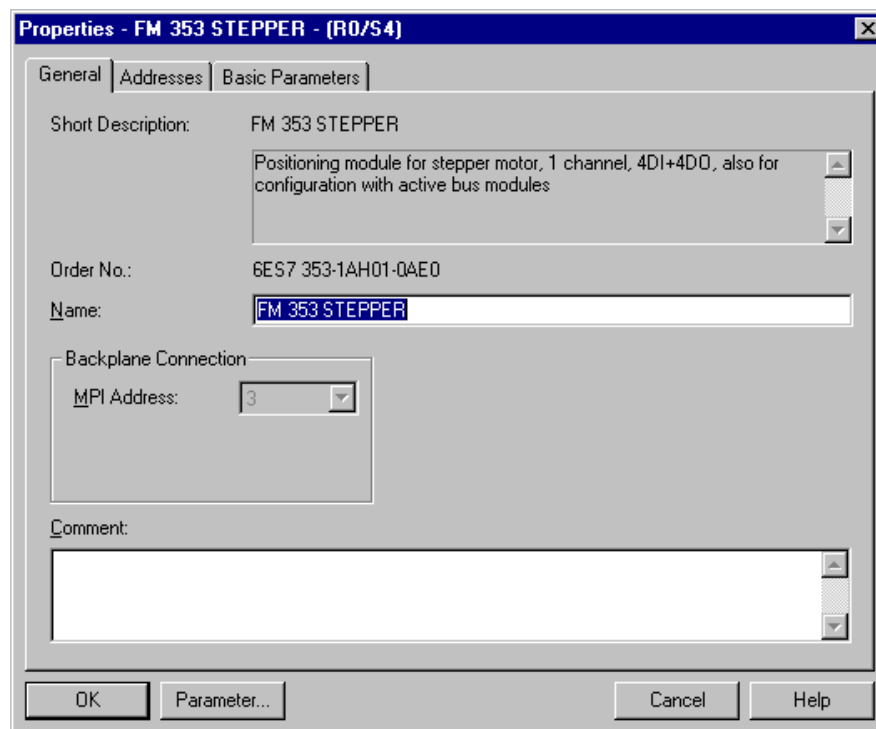 Properties - FM 353 STEPPER - (R0/S4)
General Addresses Basic Parameters
Short Description: FM 353 STEPPER
Positioning module for stepper motor, 1 channel, 4DI+4DO, also for
configuration with active bus modules
Order No.: 6ES7 353-1AH01-0AE0
Name: FM 353 STEPPER
Backplane Connection
MPI Address: 3
Comment:
OK Parameter... Cancel Help